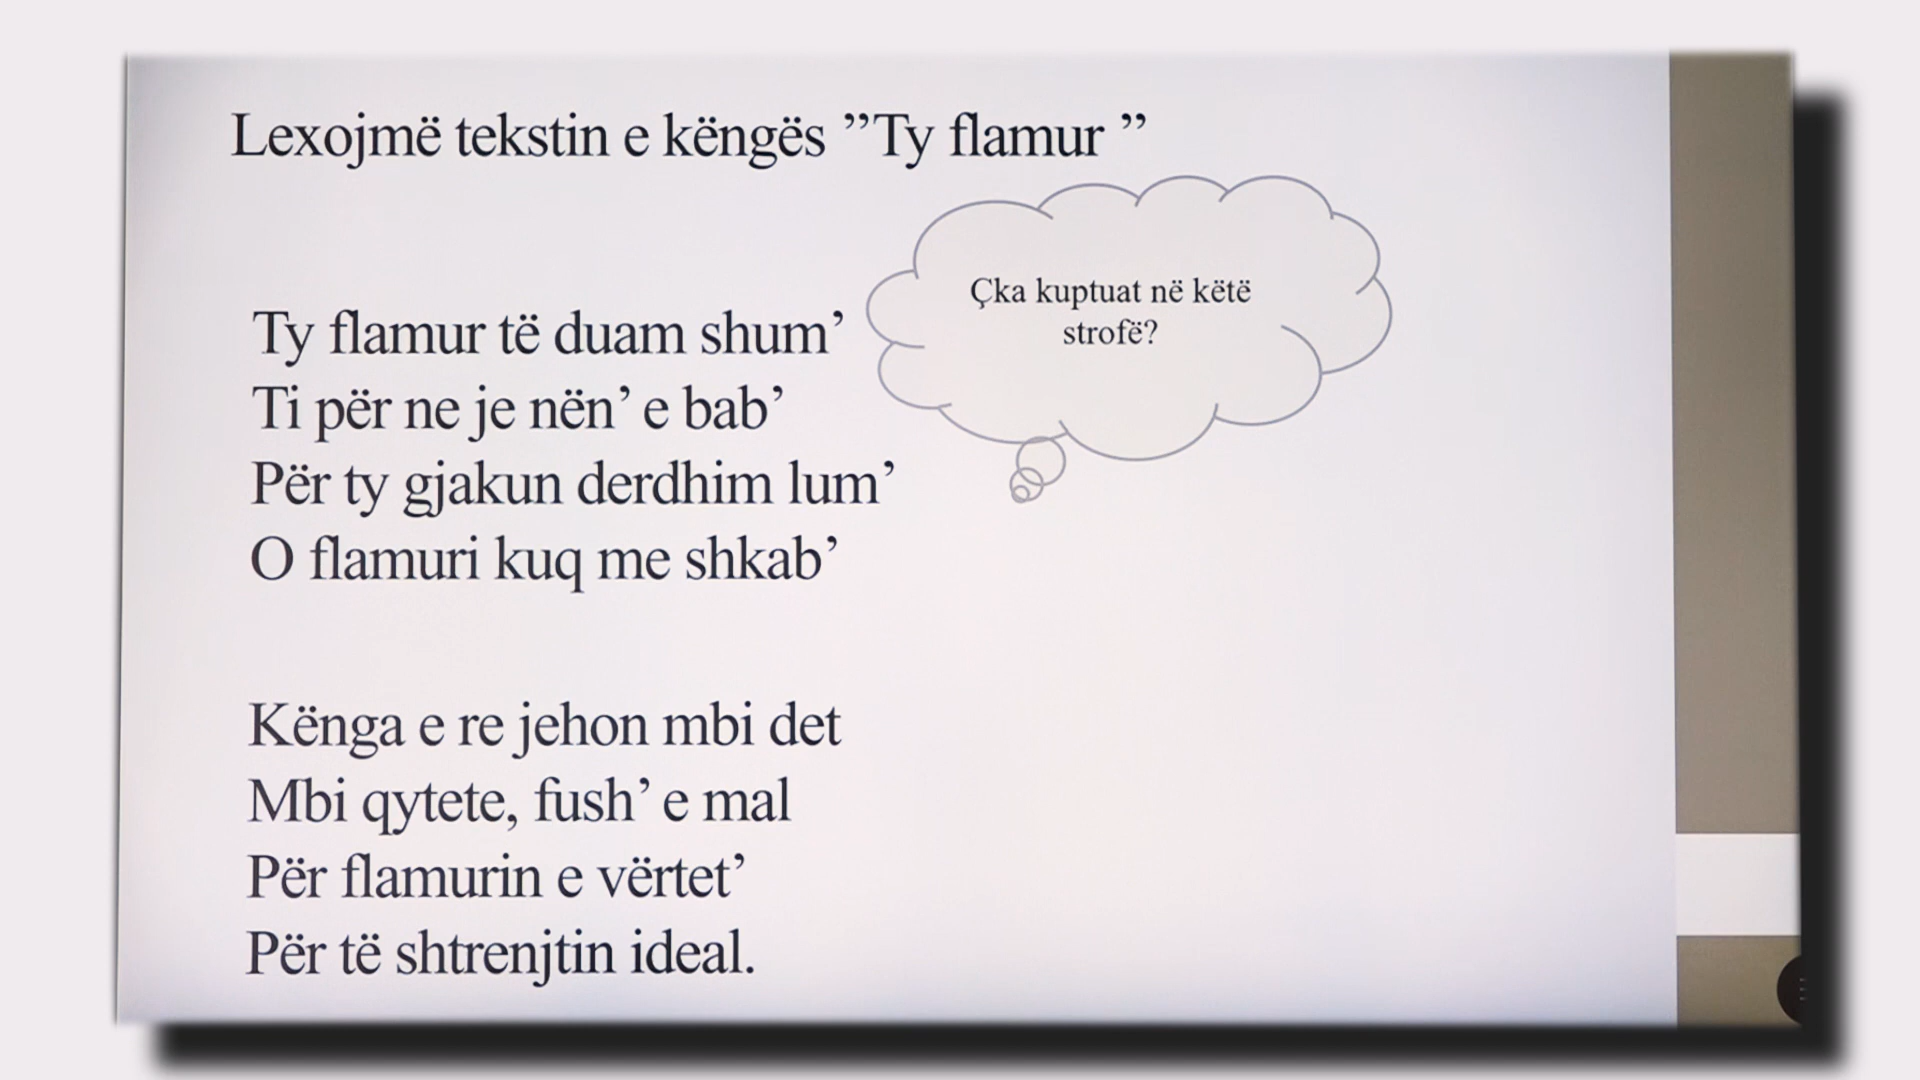 Lexojmë tekstin e këngës ”Ty flamur ”
Çka kuptuat në këtë
strofë?
Ty flamur të duam shum’
Ti për ne je nën’ e bab’
Për ty gjakun derdhim lum’
O flamuri kuq me shkab’
Kënga e re jehon mbi det
Mbi qytete, fush’ e mal
Për flamurin e vërtet’
Për të shtrenjtin ideal.